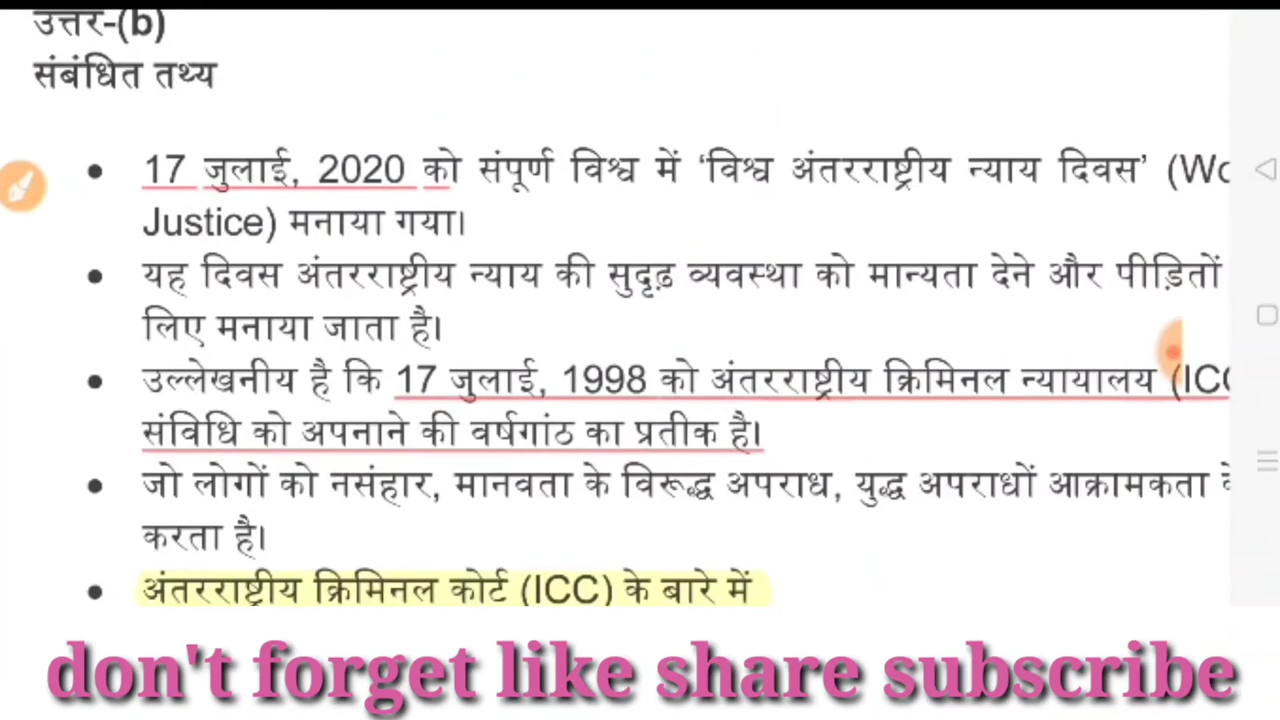 उत्तर-(b)
संबंधित तथ्य
17 जुलाई, 2020 को संपूर्ण विश्व में ‘विश्व अंतरराष्ट्रीय न्याय दिवस’
Justice) मनाया गया।
यह दिवस अंतरराष्ट्रीय न्याय की सुदृढ़ व्यवस्था को मान्यता देने और पीड़ितों
लिए मनाया जाता है।
उल्लेखनीय है कि 17 जुलाई, 1998 को अंतरराष्ट्रीय क्रिमिनल न्यायालय
संविधि को अपनाने की वर्षगांठ का प्रतीक है।
जो लोगों को नसंहार, मानवता के विरूद्ध अपराध, युद्ध अपराधों आक्रामकता
करता है।
अंतरराष्ट्रीय क्रिमिनल कोर्ट (ICC) के बारे में
don't forget like share subscribe